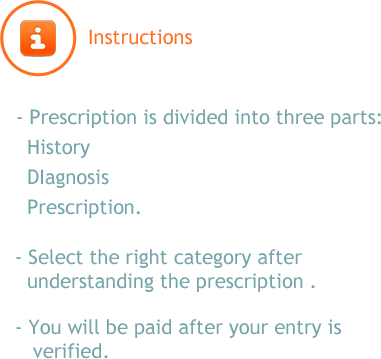 Instructions
- Prescription is divided into three parts:
History
DIagnosis
Prescription.
- Select the right category after
understanding the prescription .
- You will be paid after your entry is
verified.